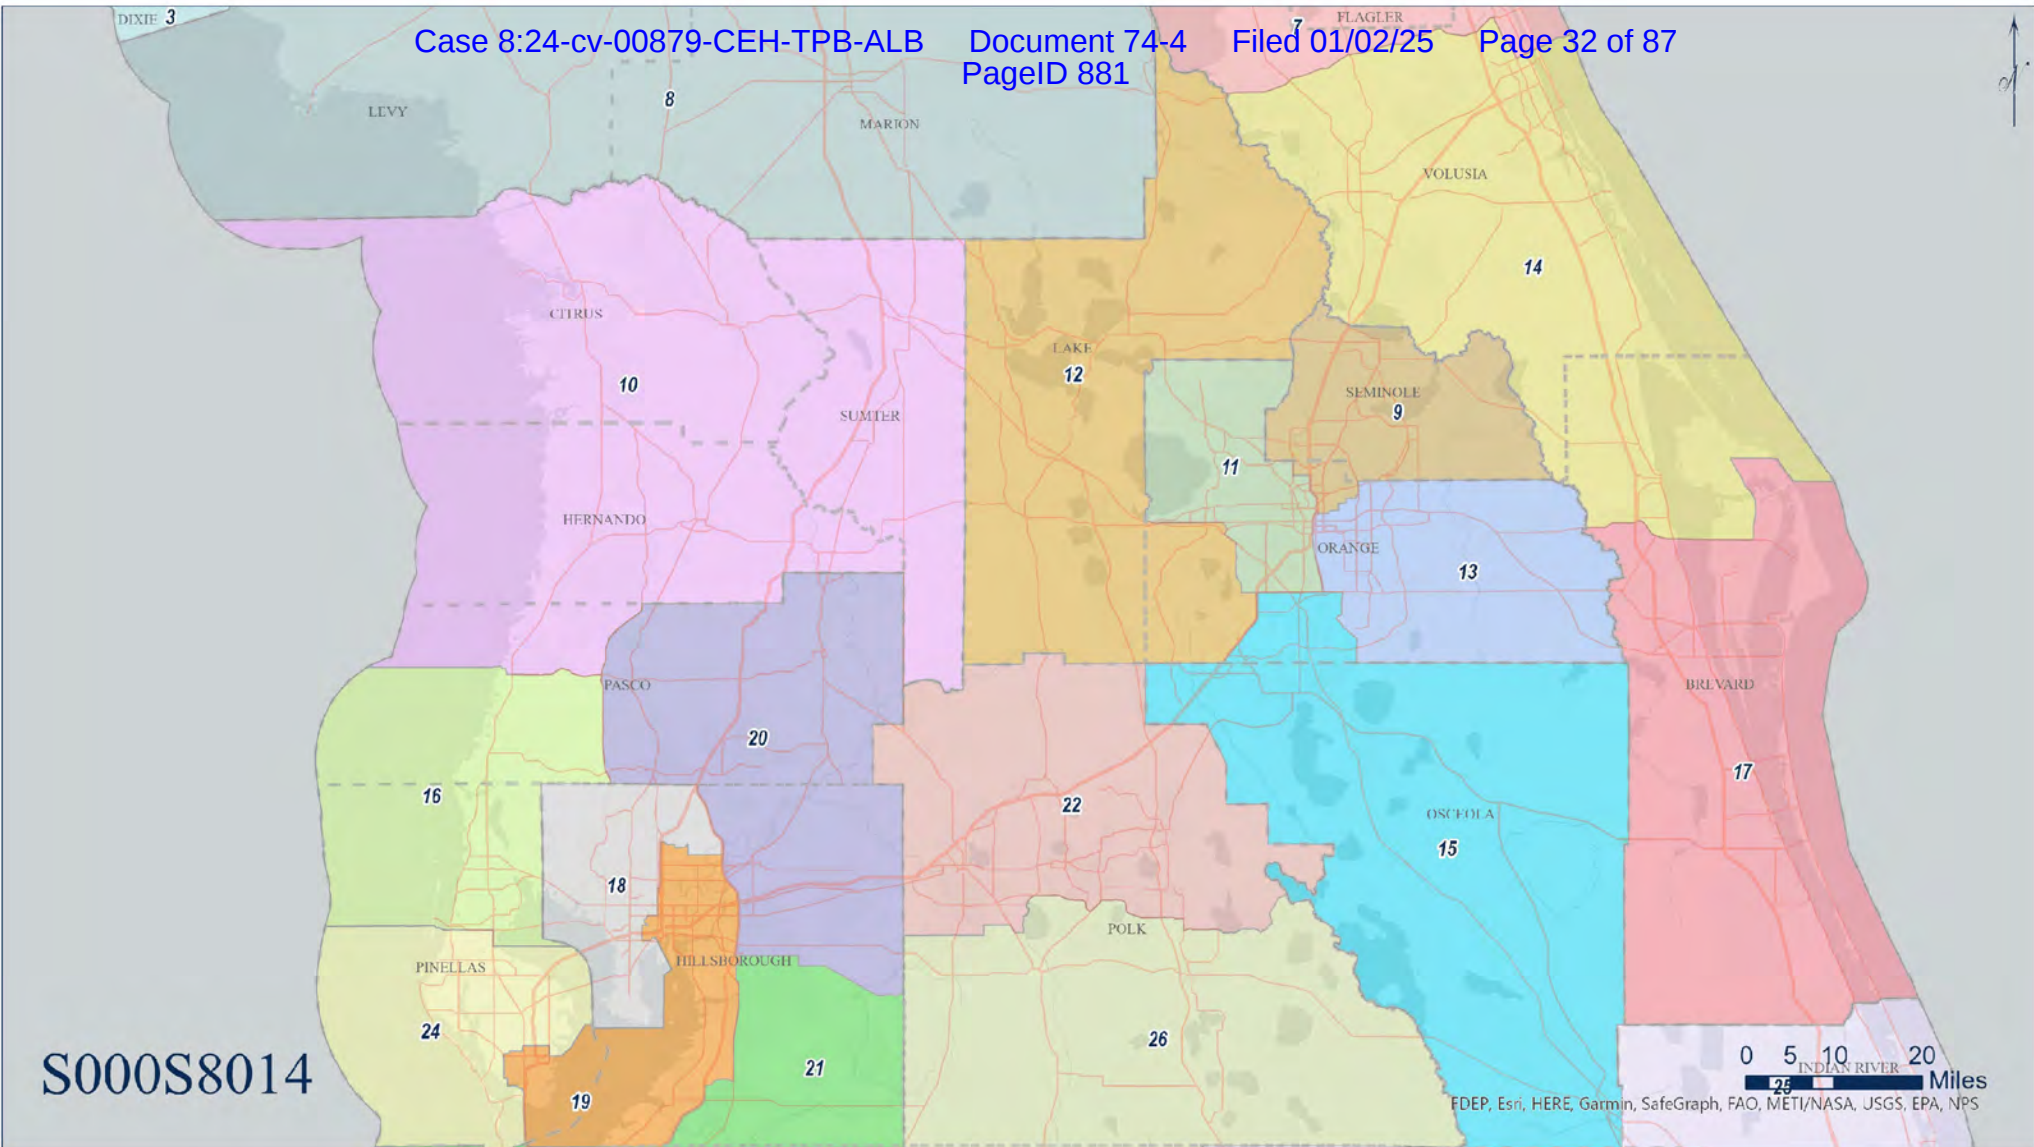 DIXIE 3
7 FLAGLER
Case 8:24-cv-00879-CEH-TPB-ALB Document 74-4 Filed 01/02/25 Page 32 of 87
PageID 881
LEVY
8
MARION
VOLUSIA
14
CITRUS
10
LAKE
12
SUMTER
SEMINOLE
9
11
HERNANDO
ORANGE
13
PASCO
20
BREVARD
17
16
22
OSCEOLA
15
18
POLK
HILLSBOROUGH
PINELLAS
24
26
21
19
S000S8014
0 5 10 20
INDIAN RIVER
25
Miles
FDEP, Esri, HERE, Garmin, SafeGraph, FAO, METI/NASA, USGS, EPA, NPS